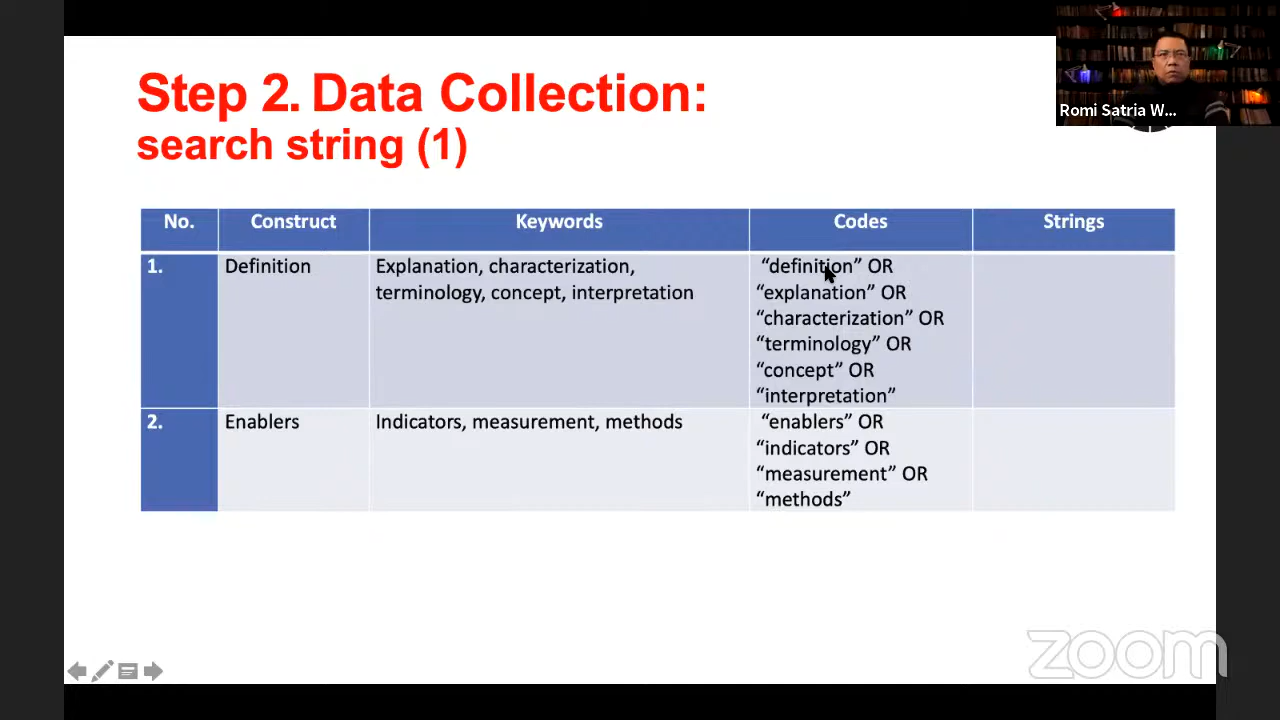 Step 2. Data Collection:
search string (1)
Romi Satria W...
No.
Construct
Keywords
Codes
Strings
1.
Definition
Explanation, characterization,
terminology, concept, interpretation
“definition” OR
“explanation” OR
“characterization” OR
“terminology” OR
“concept” OR
“interpretation”
2.
Enablers
Indicators, measurement, methods
“enablers” OR
“indicators” OR
“measurement” OR
“methods”
zoom